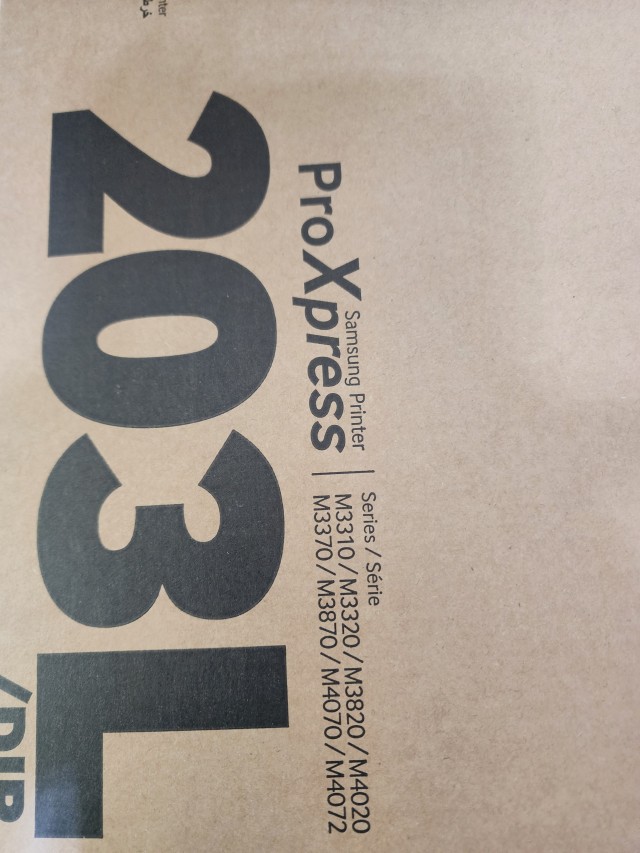 Samsung Printer
ProXpress
Series / Série
M3310 / M3320 / M3820 / M4020
M3370 / M3870 / M4070 / M4072
203L